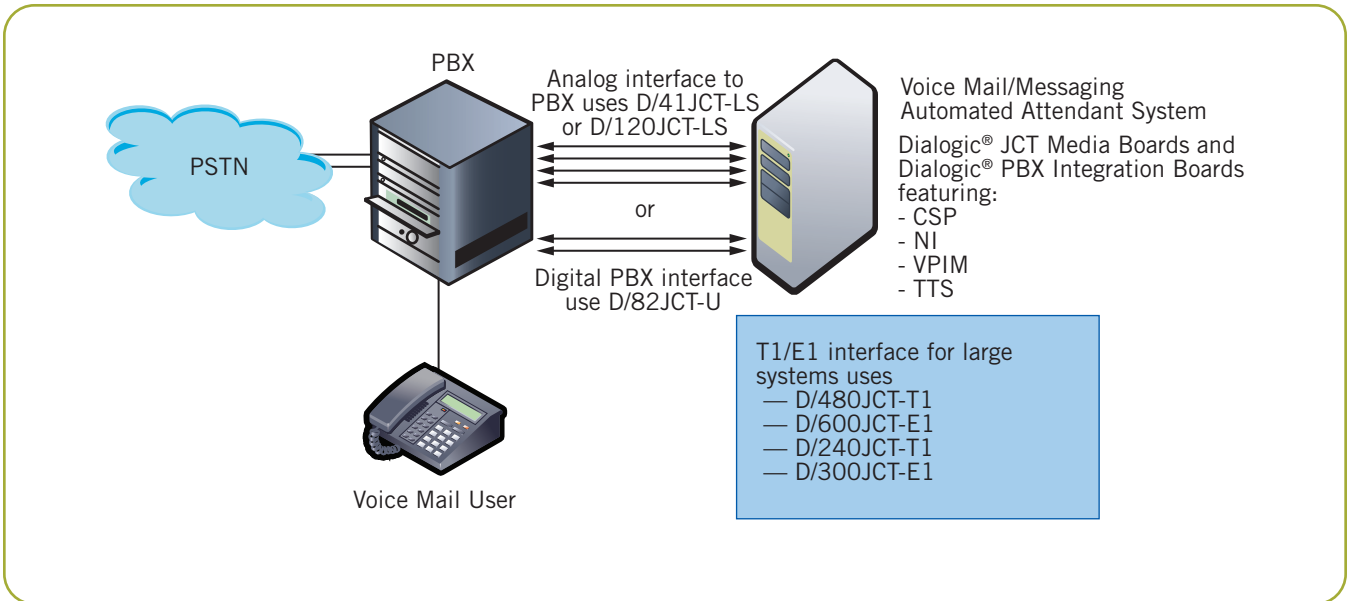 PBX
PSTN
Analog interface to
PBX uses D/41JCT-LS
or D/120JCT-LS
or
Digital PBX interface
use D/82JCT-U
Voice Mail User
Voice Mail/Messaging
Automated Attendant System
Dialogic® JCT Media Boards and
Dialogic® PBX Integration Boards
featuring:
- CSP
- NI
- VPIM
- TTS
T1/E1 interface for large
systems uses
— D/480JCT-T1
— D/600JCT-E1
— D/240JCT-T1
— D/300JCT-E1